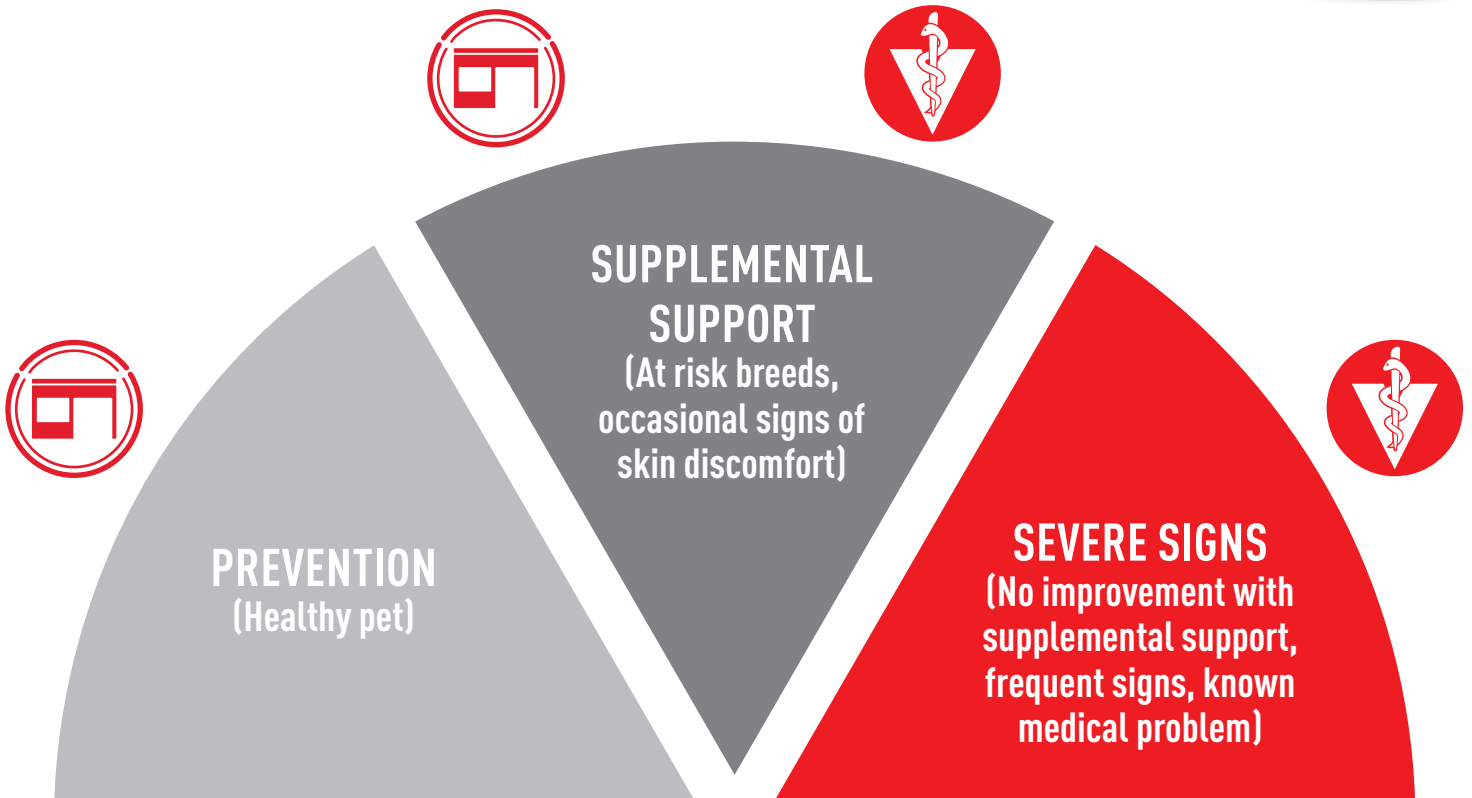 PREVENTION
(Healthy pet)
SUPPLEMENTAL
SUPPORT
(At risk breeds,
occasional signs of
skin discomfort)
SEVERE SIGNS
(No improvement with
supplemental support,
frequent signs, known
medical problem)